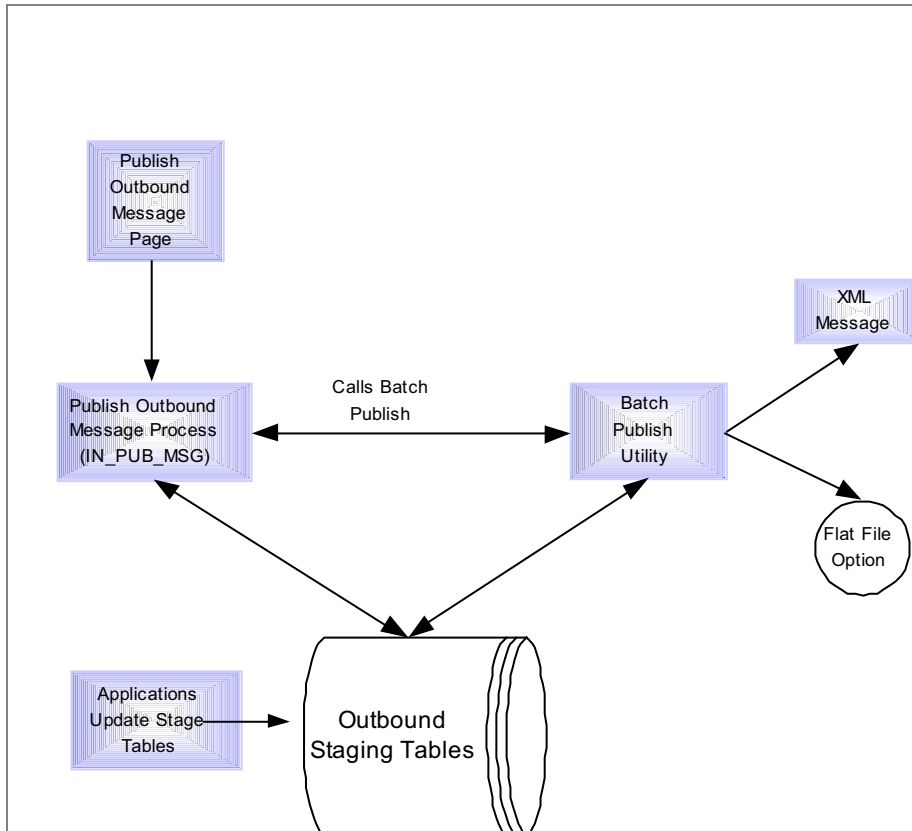 Publish
Outbound
Message
Page
XML
Message
Calls Batch
Publish
Publish Outbound
Message Process
(IN_PUB_MSG)
Batch
Publish
Utility
Flat File
Option
Applications
Update Stage
Tables
Outbound
Staging Tables